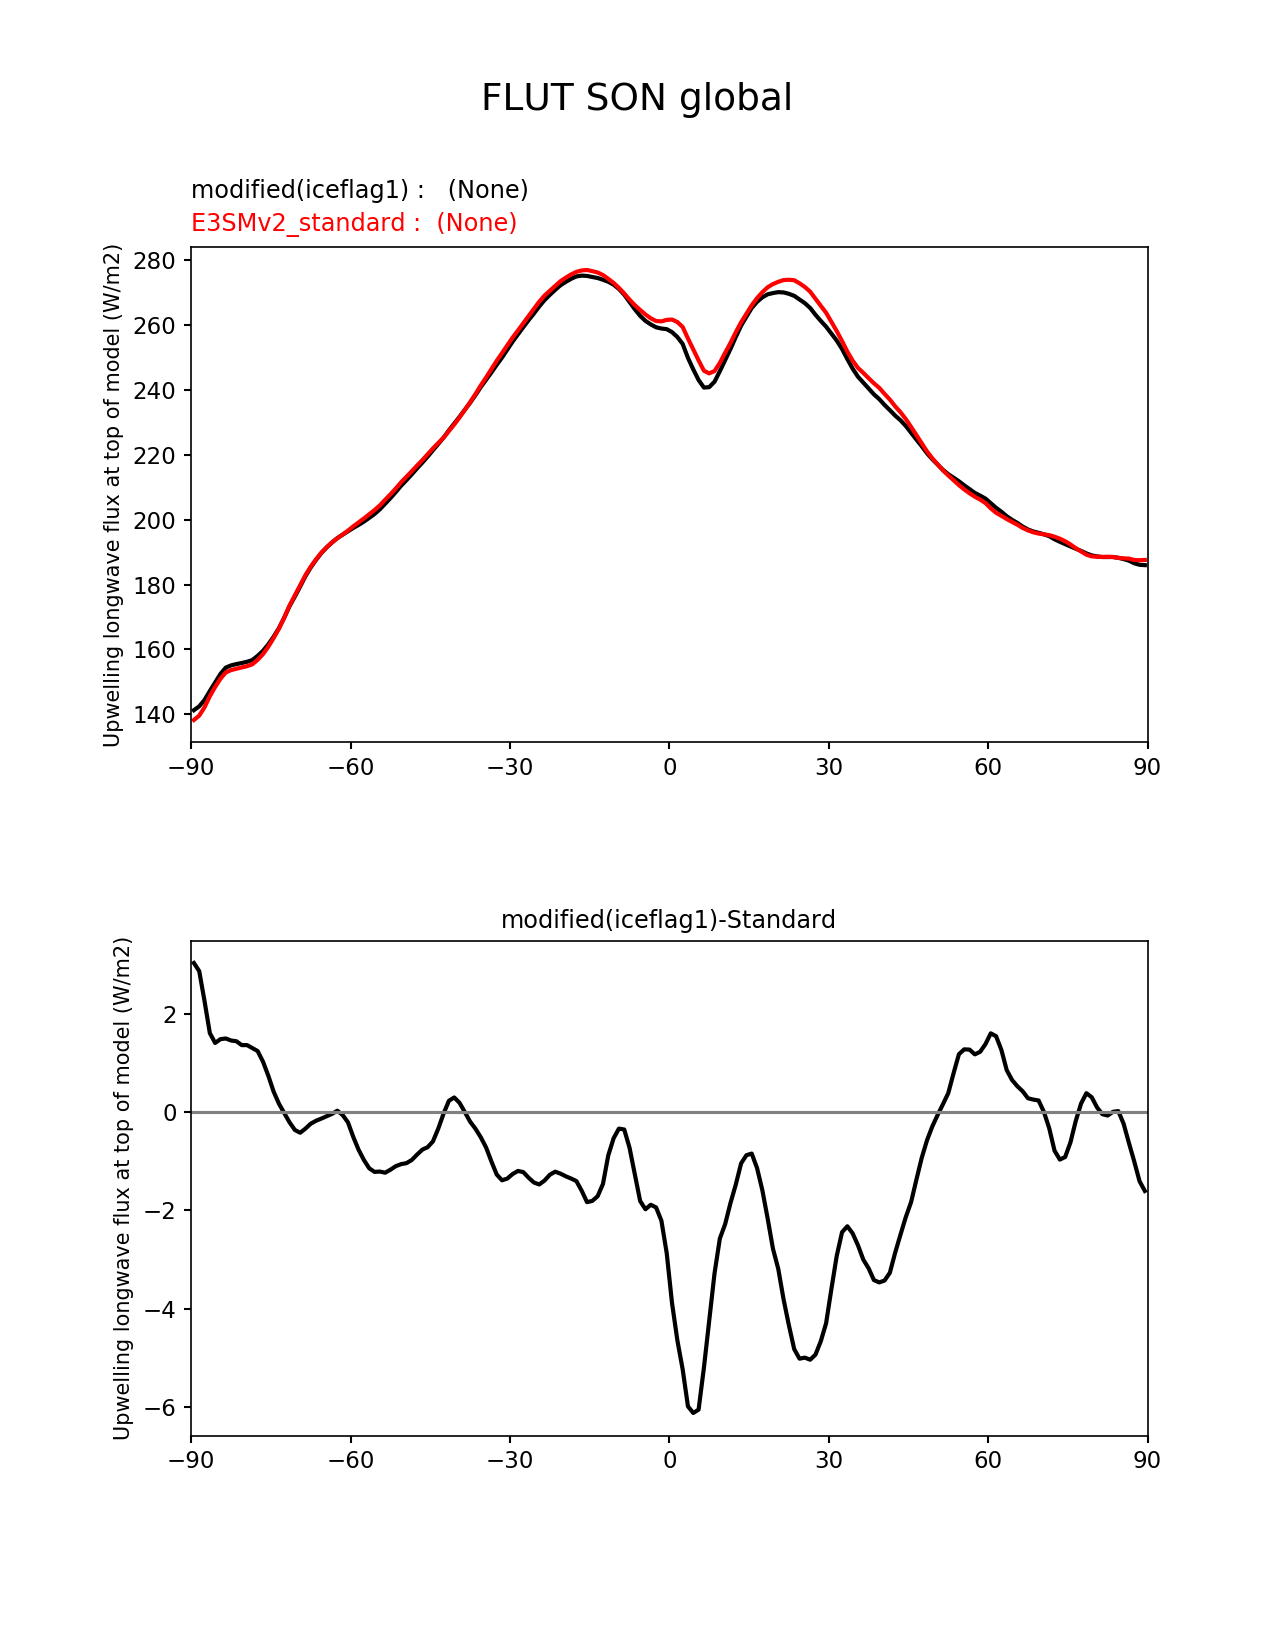 FLUT SON global
modified(iceflag1) :   (None)
E3SMv2_standard :  (None)
Upwelling longwave flux at top of model (W/m2)
280
260
240
220
200
180
160
140
−90 −60 −30 0 30 60 90
modified(iceflag1)-Standard
Upwelling longwave flux at top of model (W/m2)
2
0
−2
−4
−6
−90 −60 −30 0 30 60 90